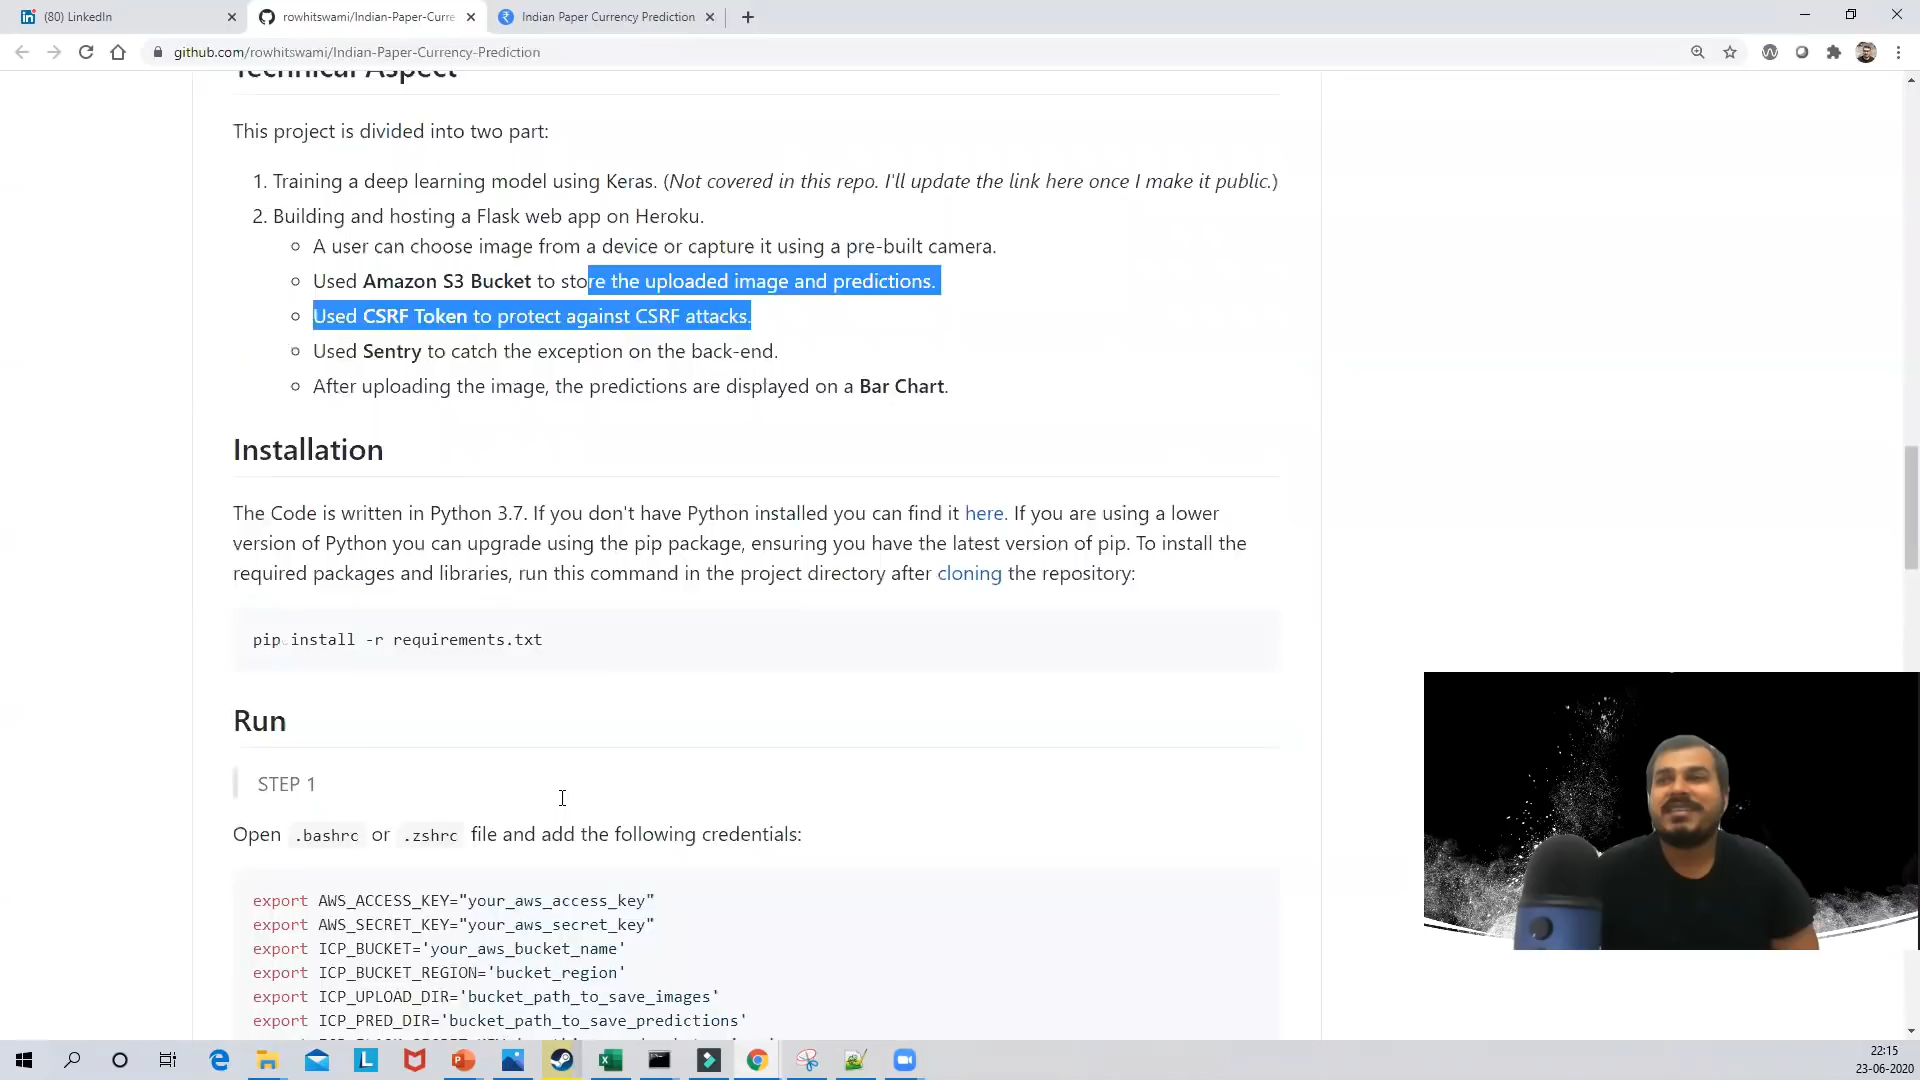 (80) LinkedIn
rowhitswami/Indian-Paper-Curre
Indian Paper Currency Prediction
github.com/rowhitswami/Indian-Paper-Currency-Prediction
Technical Aspect
This project is divided into two part:
1. Training a deep learning model using Keras. (Not covered in this repo. I'll update the link here once I make it public.)
2. Building and hosting a Flask web app on Heroku.
A user can choose image from a device or capture it using a pre-built camera.
Used Amazon S3 Bucket to store the uploaded image and predictions.
Used CSRF Token to protect against CSRF attacks.
Used Sentry to catch the exception on the back-end.
After uploading the image, the predictions are displayed on a Bar Chart.
Installation
The Code is written in Python 3.7. If you don't have Python installed you can find it here. If you are using a lower
version of Python you can upgrade using the pip package, ensuring you have the latest version of pip. To install the
required packages and libraries, run this command in the project directory after cloning the repository:
pip install -r requirements.txt
Run
STEP 1
Open .bashrc or .zshrc file and add the following credentials:
export AWS_ACCESS_KEY="your_aws_access_key"
export AWS_SECRET_KEY="your_aws_secret_key"
export ICP_BUCKET='your_aws_bucket_name'
export ICP_BUCKET_REGION='bucket_region'
export ICP_UPLOAD_DIR='bucket_path_to_save_images'
export ICP_PRED_DIR='bucket_path_to_save_predictions'
22:15
23-06-2020